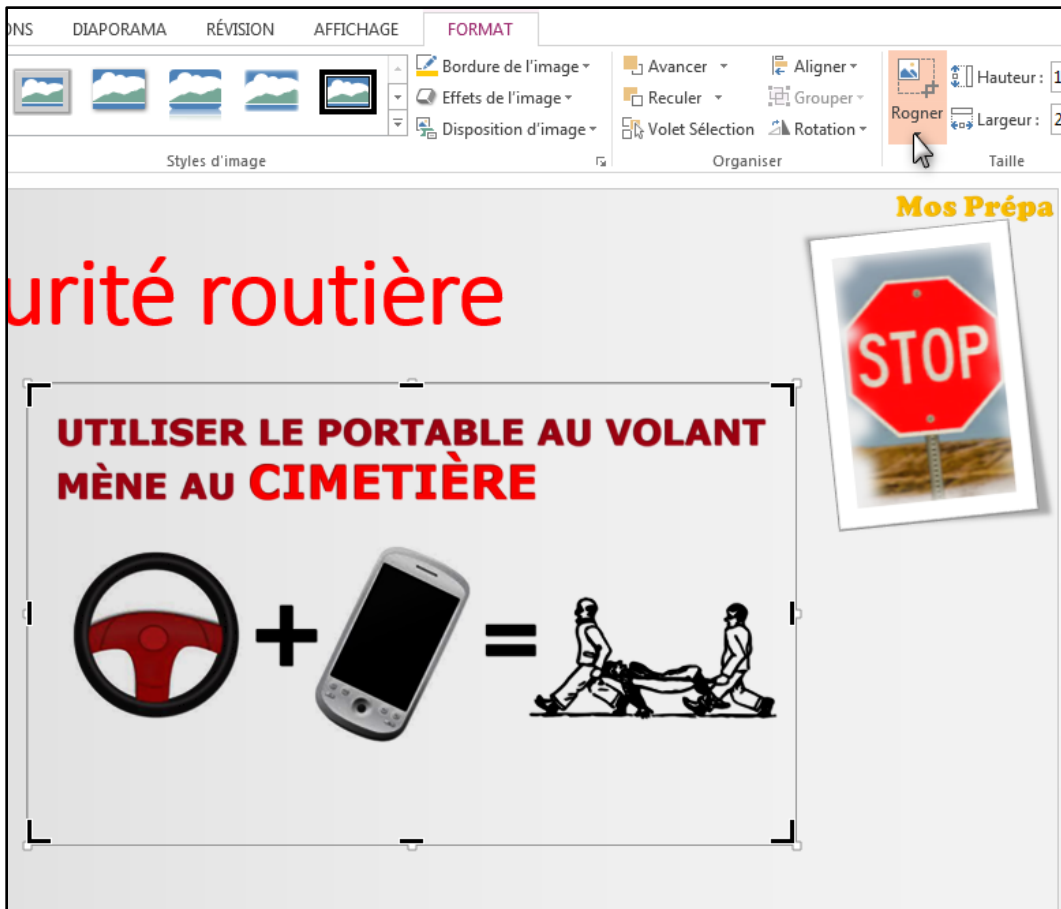 ONS DIAPORAMA RÉVISION AFFICHAGE FORMAT
Bordure de l'image Avancer Aligner Hauteur : 1
Effets de l'image Reculer Grouper Rogner Largeur : 2
Disposition d'image Volet Sélection Rotation
Styles d'image Organiser Taille
Mos Prépa
urité routière
STOP
UTILISER LE PORTABLE AU VOLANT
MÈNE AU CIMETIÈRE